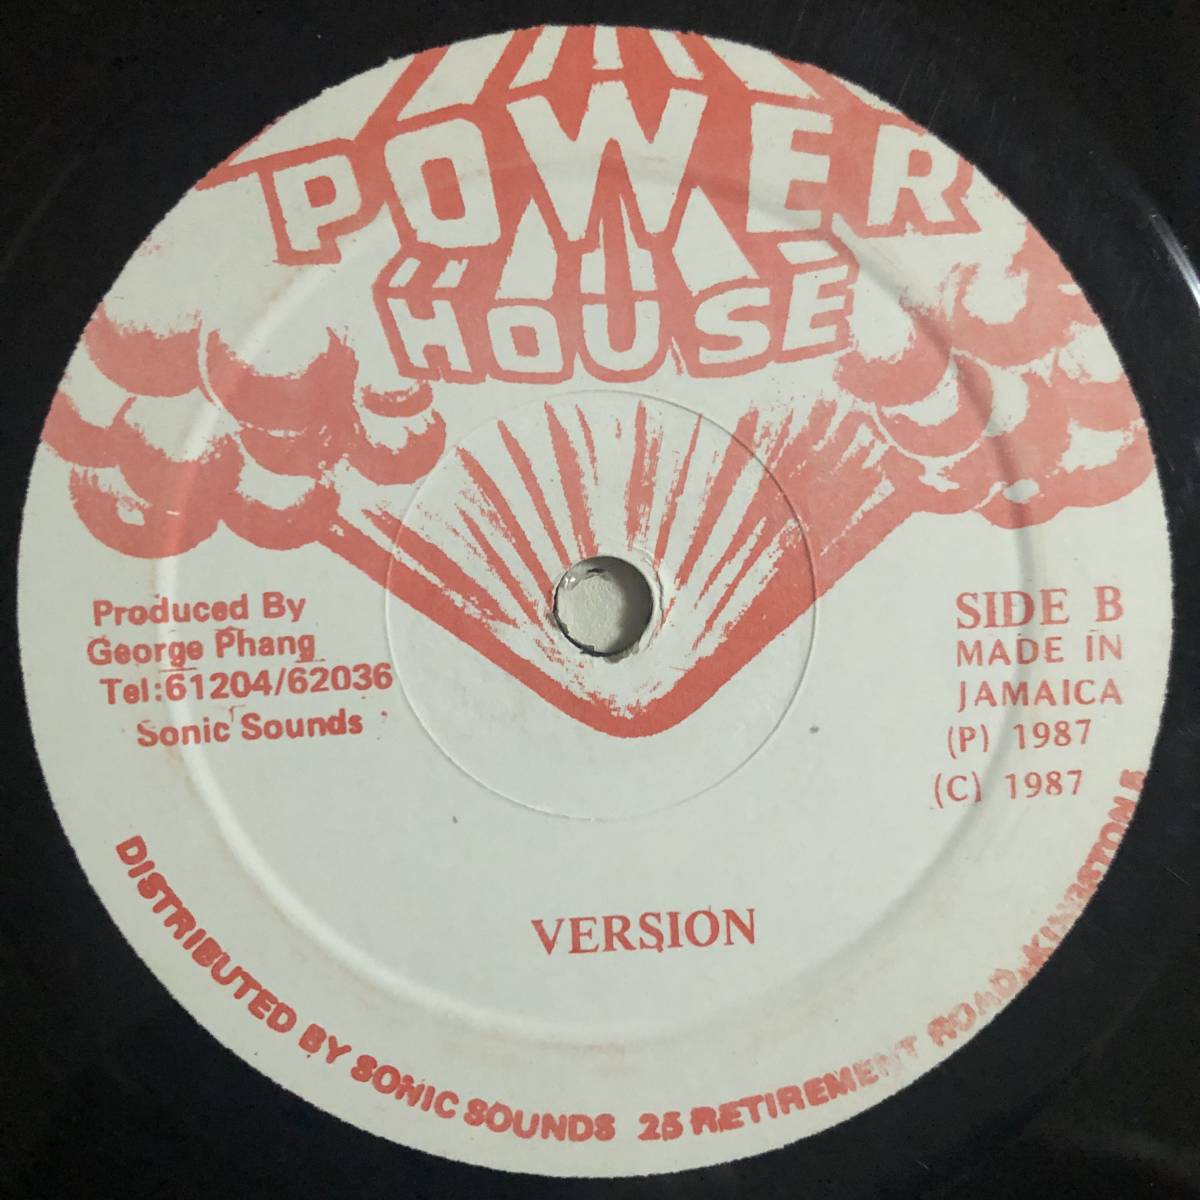 POWER
HOUSE
Produced By
George Phang
Tel:61204/62036
Sonic Sounds
SIDE B
MADE IN
JAMAICA
(P) 1987
(C) 1987
VERSION
DISTRIBUTED BY SONIC SOUNDS 25 RETIREMENT ROAD, KINGSTON 5